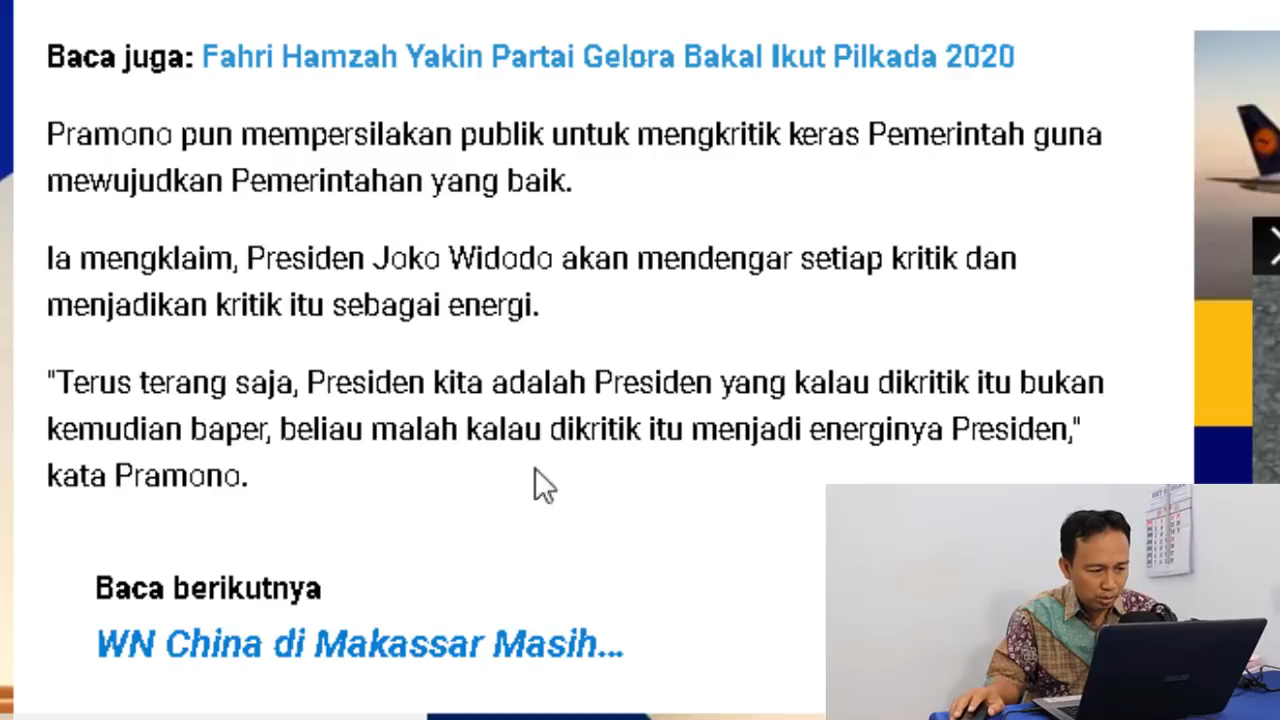 Baca juga: Fahri Hamzah Yakin Partai Gelora Bakal Ikut Pilkada 2020
Pramono pun mempersilakan publik untuk mengkritik keras Pemerintah guna
mewujudkan Pemerintahan yang baik.
Ia mengklaim, Presiden Joko Widodo akan mendengar setiap kritik dan
menjadikan kritik itu sebagai energi.
"Terus terang saja, Presiden kita adalah Presiden yang kalau dikritik itu bukan
kemudian baper, beliau malah kalau dikritik itu menjadi energinya Presiden,"
kata Pramono.
Baca berikutnya
WN China di Makassar Masih...